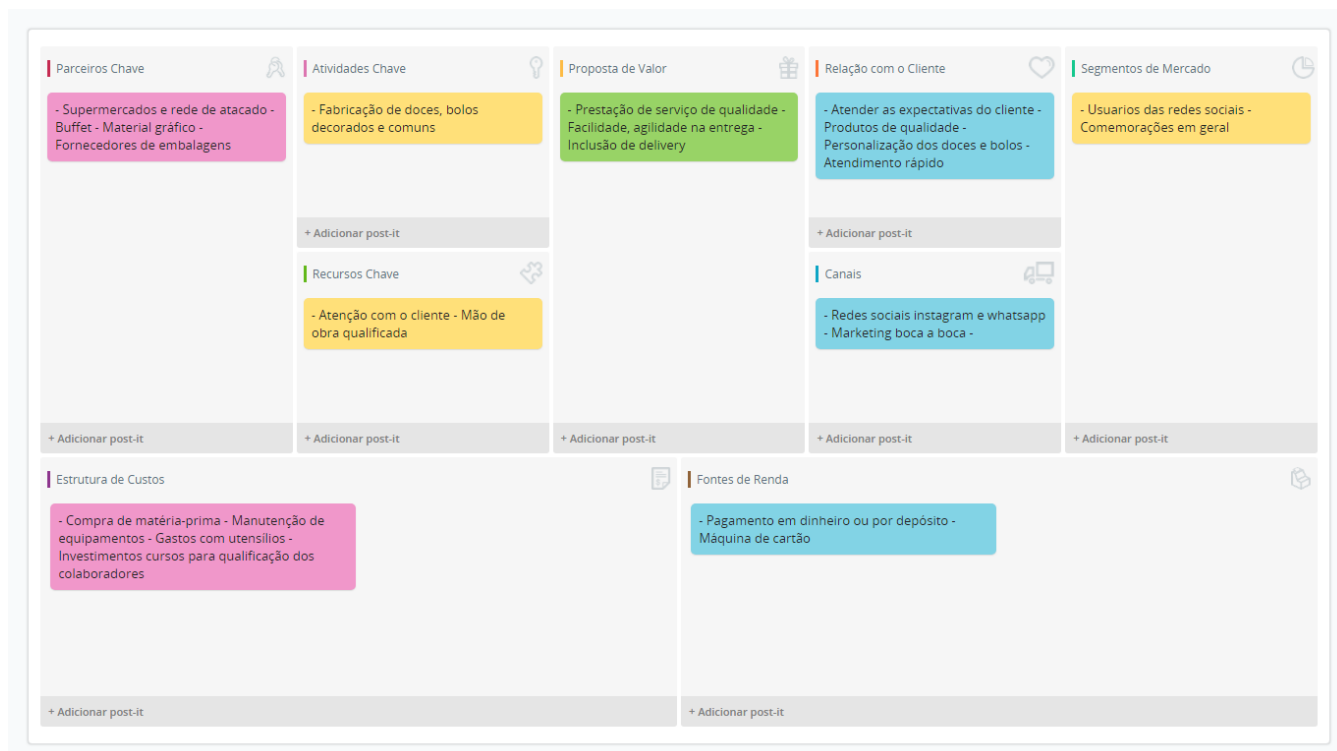 Parceiros Chave
- Supermercados e rede de atacado -
Buffet - Material gráfico -
Fornecedores de embalagens
+ Adicionar post-it
Atividades Chave
- Fabricação de doces, bolos
decorados e comuns
+ Adicionar post-it
Recursos Chave
- Atenção com o cliente - Mão de
obra qualificada
+ Adicionar post-it
Proposta de Valor
- Prestação de serviço de qualidade -
Facilidade, agilidade na entrega -
Inclusão de delivery
+ Adicionar post-it
Relação com o Cliente
- Atender as expectativas do cliente -
Produtos de qualidade -
Personalização dos doces e bolos -
Atendimento rápido
+ Adicionar post-it
Canais
- Redes sociais instagram e whatsapp
- Marketing boca a boca -
+ Adicionar post-it
Segmentos de Mercado
- Usuarios das redes sociais -
Comemorações em geral
+ Adicionar post-it
Estrutura de Custos
- Compra de matéria-prima - Manutenção de
equipamentos - Gastos com utensílios -
Investimentos cursos para qualificação dos
colaboradores
+ Adicionar post-it
Fontes de Renda
- Pagamento em dinheiro ou por depósito -
Máquina de cartão
+ Adicionar post-it